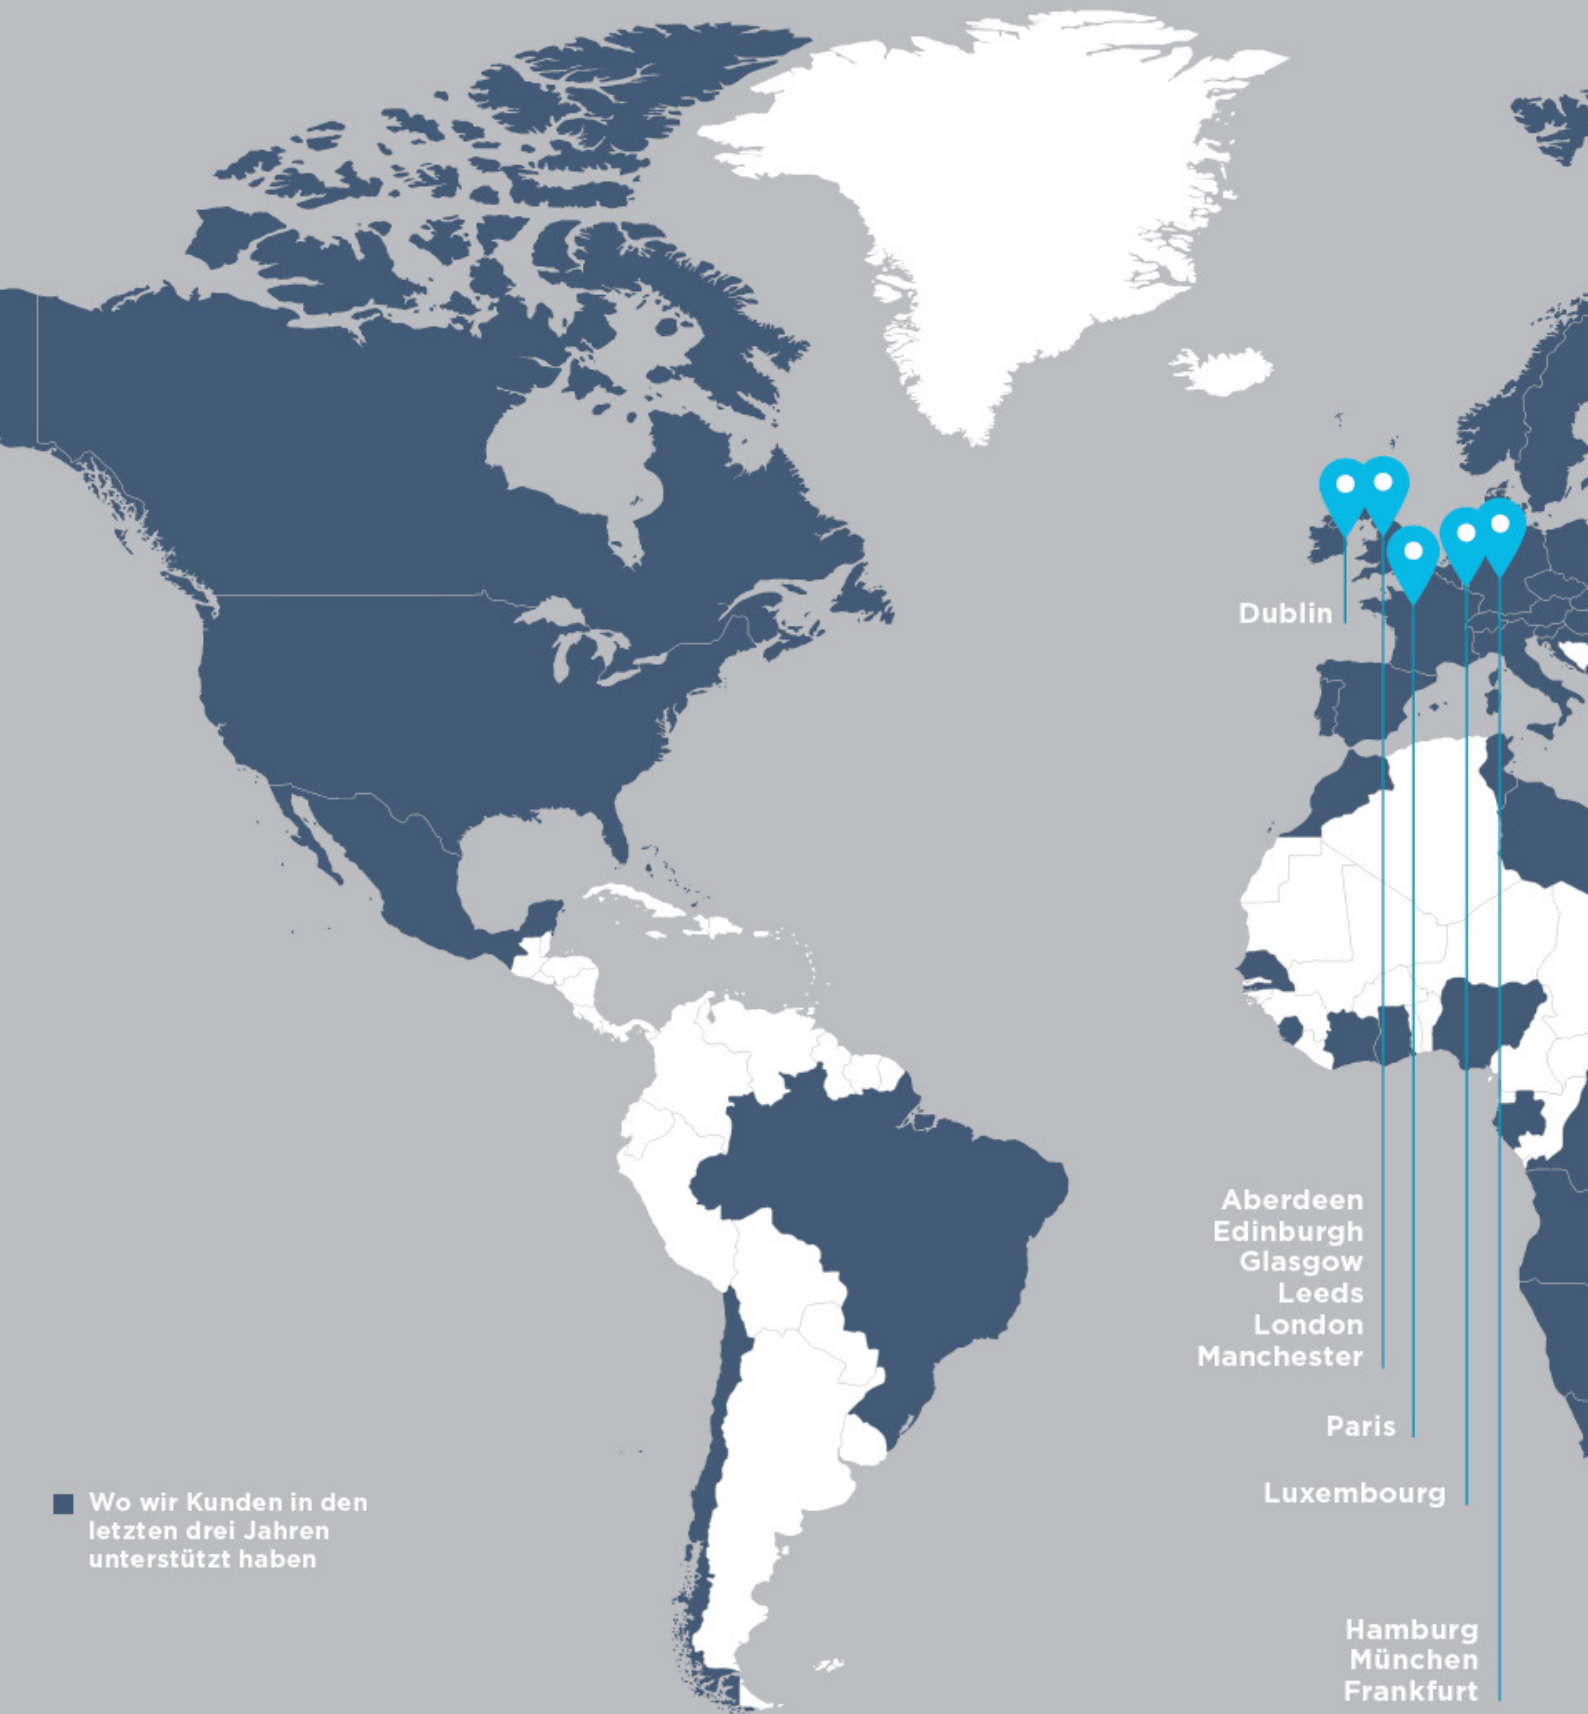 Dublin
Aberdeen
Edinburgh
Glasgow
Leeds
London
Manchester
Paris
Luxembourg
Wo wir Kunden in den
letzten drei Jahren
unterstützt haben
Hamburg
München
Frankfurt